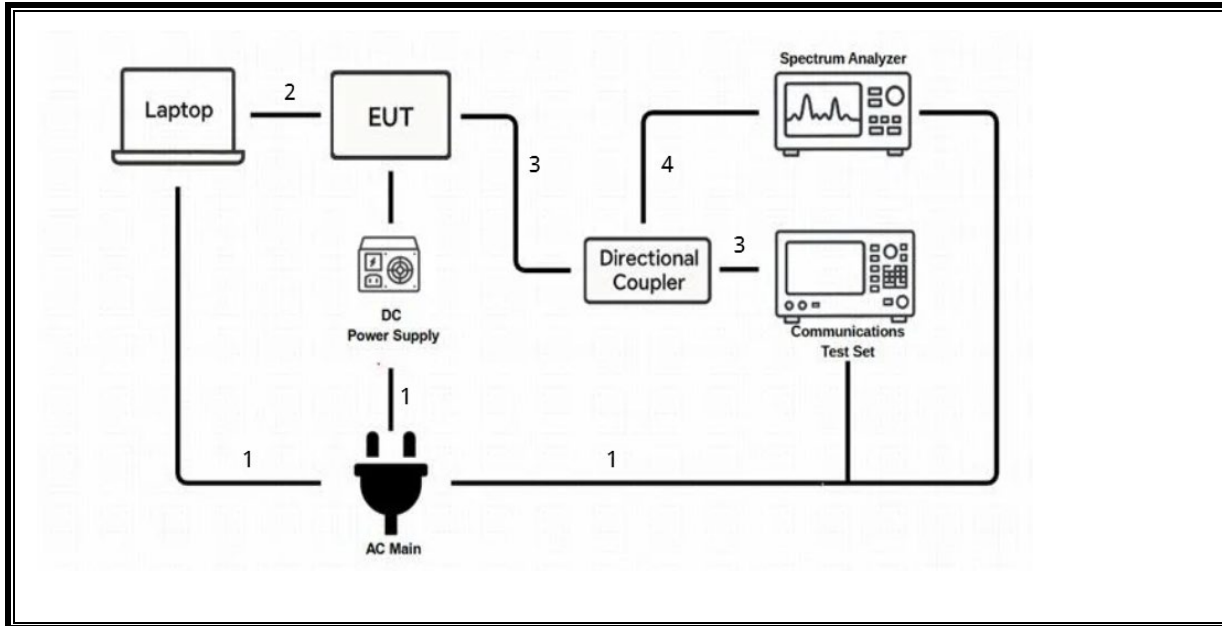 Spectrum Analyzer
Laptop
2
EUT
3
4
Directional
Coupler
3
DC
Power Supply
Communications
Test Set
1
1
1
AC Main